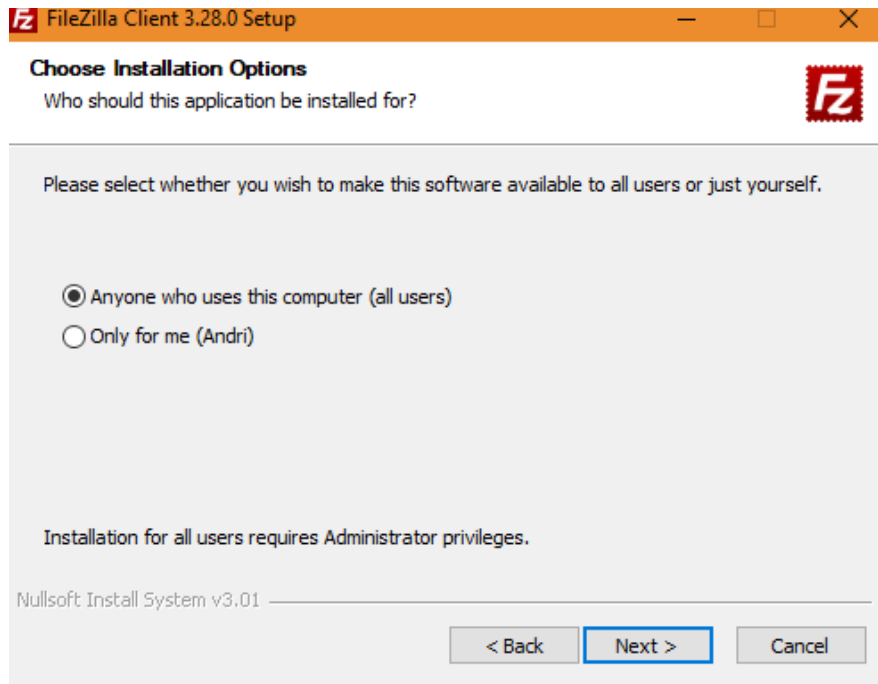 Fz FileZilla Client 3.28.0 Setup
Choose Installation Options
Who should this application be installed for?
Fz
Please select whether you wish to make this software available to all users or just yourself.
Anyone who uses this computer (all users)
Only for me (Andri)
Installation for all users requires Administrator privileges.
Nullsoft Install System v3.01
< Back Next > Cancel